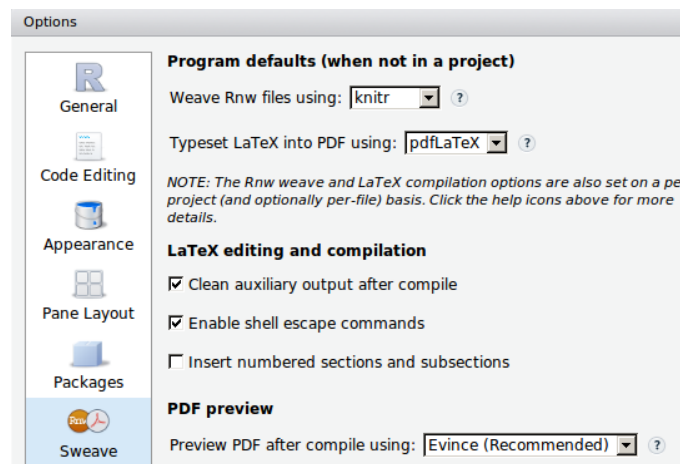 Options
General
Code Editing
Appearance
Pane Layout
Packages
Rnw
Sweave
Program defaults (when not in a project)
Weave Rnw files using: knitr ?
Typeset LaTeX into PDF using: pdfLaTeX ?
NOTE: The Rnw weave and LaTeX compilation options are also set on a pe
project (and optionally per-file) basis. Click the help icons above for more
details.
LaTeX editing and compilation
Clean auxiliary output after compile
Enable shell escape commands
Insert numbered sections and subsections
PDF preview
Preview PDF after compile using: Evince (Recommended) ?